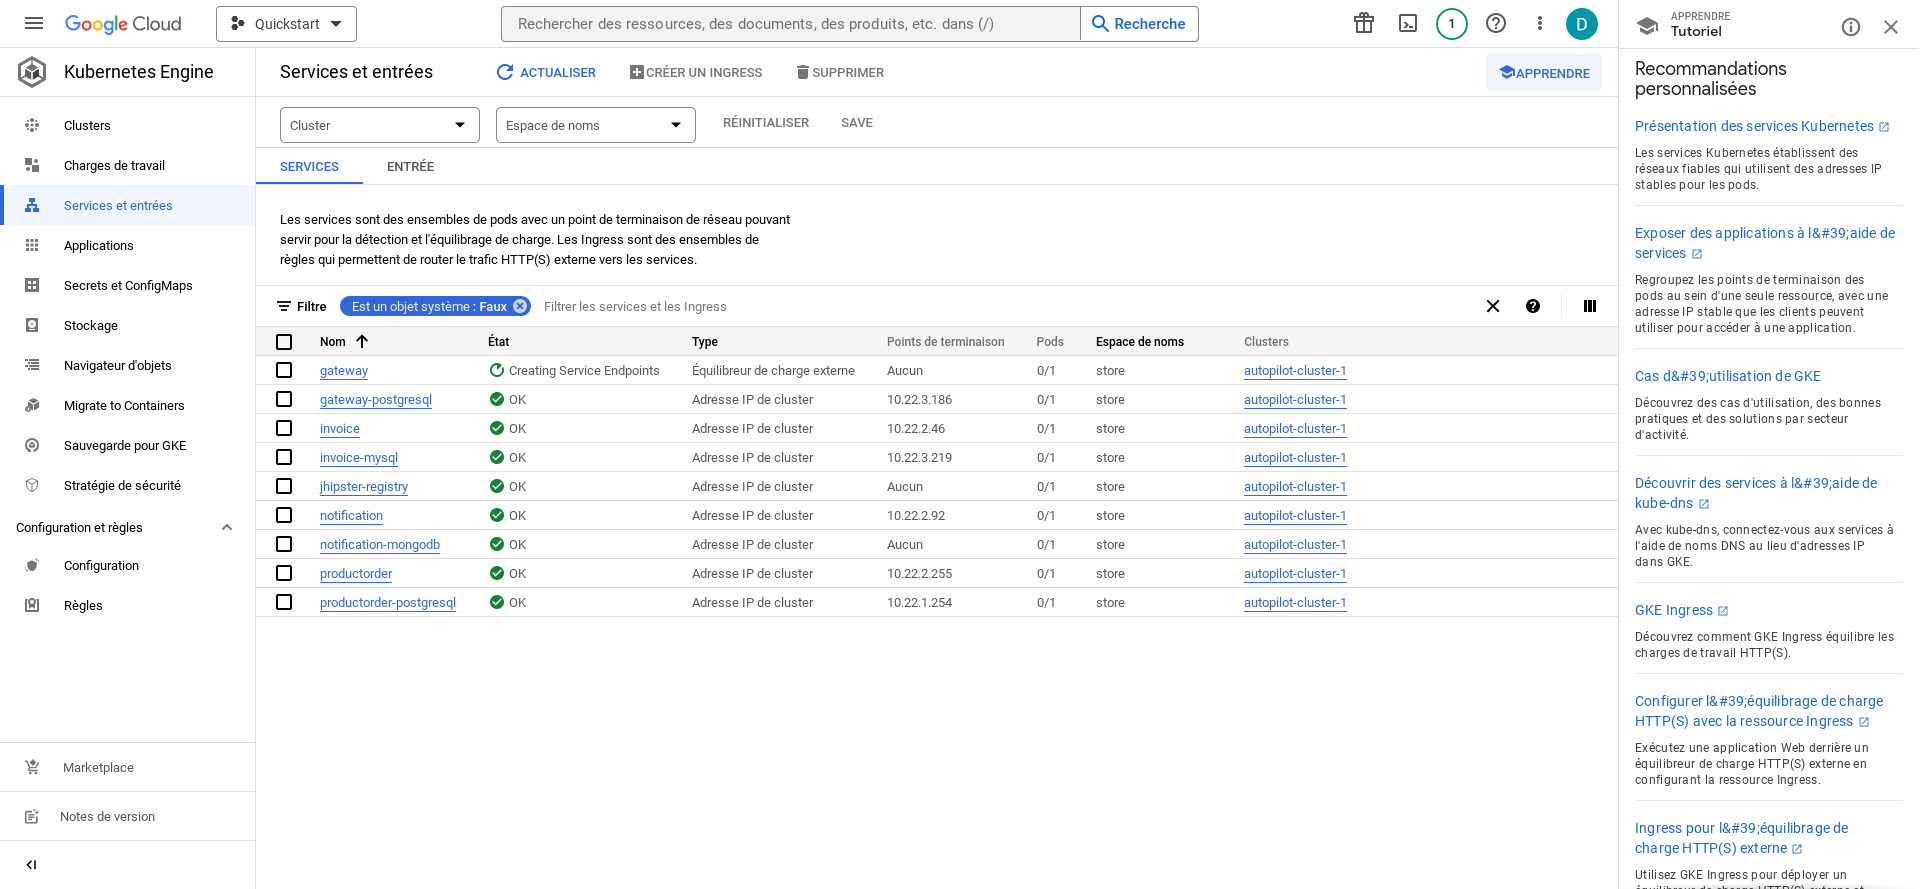 Google Cloud
Quickstart
Rechercher des ressources, des documents, des produits, etc. dans (/)
Recherche
1
D
Kubernetes Engine
Clusters
Charges de travail
Services et entrées
Applications
Secrets et ConfigMaps
Stockage
Navigateur d'objets
Migrate to Containers
Sauvegarde pour GKE
Stratégie de sécurité
Configuration et règles
Configuration
Règles
Marketplace
Notes de version
Services et entrées
ACTUALISER
CRÉER UN INGRESS
SUPPRIMER
APPRENDRE
Cluster
Espace de noms
RÉINITIALISER
SAVE
SERVICES
ENTRÉE
Les services sont des ensembles de pods avec un point de terminaison de réseau pouvant
servir pour la détection et l'équilibrage de charge. Les Ingress sont des ensembles de
règles qui permettent de router le trafic HTTP(S) externe vers les services.
Filtre
Est un objet système : Faux
Filtrer les services et les Ingress
Nom État Type Points de terminaison Pods Espace de noms Clusters
gateway Creating Service Endpoints Équilibreur de charge externe Aucun 0/1 store autopilot-cluster-1
gateway-postgresql OK Adresse IP de cluster 10.22.3.186 0/1 store autopilot-cluster-1
invoice OK Adresse IP de cluster 10.22.2.46 0/1 store autopilot-cluster-1
invoice-mysql OK Adresse IP de cluster 10.22.3.219 0/1 store autopilot-cluster-1
jhipster-registry OK Adresse IP de cluster Aucun 0/1 store autopilot-cluster-1
notification OK Adresse IP de cluster 10.22.2.92 0/1 store autopilot-cluster-1
notification-mongodb OK Adresse IP de cluster Aucun 0/1 store autopilot-cluster-1
productorder OK Adresse IP de cluster 10.22.2.255 0/1 store autopilot-cluster-1
productorder-postgresql OK Adresse IP de cluster 10.22.1.254 0/1 store autopilot-cluster-1
APPRENDRE
Tutoriel
Recommandations
personnalisées
Présentation des services Kubernetes
Les services Kubernetes établissent des
réseaux fiables qui utilisent des adresses IP
stables pour les pods.
Exposer des applications à l&#39;aide de
services
Regroupez les points de terminaison des
pods au sein d'une seule ressource, avec une
adresse IP stable que les clients peuvent
utiliser pour accéder à une application.
Cas d&#39;utilisation de GKE
Découvrez des cas d'utilisation, des bonnes
pratiques et des solutions par secteur
d'activité.
Découvrir des services à l&#39;aide de
kube-dns
Avec kube-dns, connectez-vous aux services à
l'aide de noms DNS au lieu d'adresses IP
dans GKE.
GKE Ingress
Découvrez comment GKE Ingress équilibre les
charges de travail HTTP(S).
Configurer l&#39;équilibrage de charge
HTTP(S) avec la ressource Ingress
Exécutez une application Web derrière un
équilibreur de charge HTTP(S) externe en
configurant la ressource Ingress.
Ingress pour l&#39;équilibrage de
charge HTTP(S) externe
Utilisez GKE Ingress pour déployer un
équilibreur de charge HTTP(S) externe et